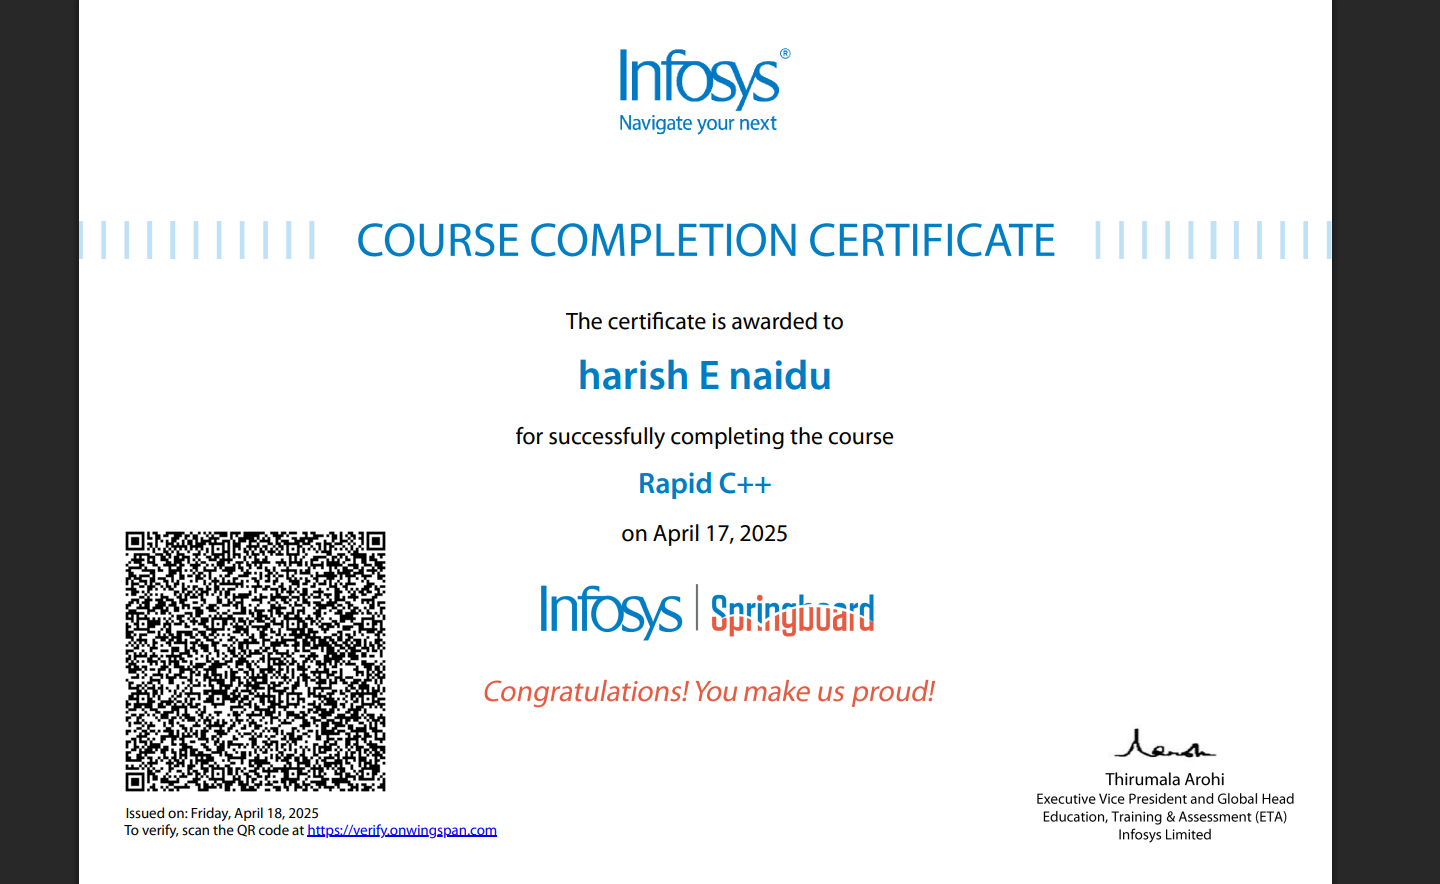 Infosys®
Navigate your next
COURSE COMPLETION CERTIFICATE
The certificate is awarded to
harish E naidu
for successfully completing the course
Rapid C++
on April 17, 2025
Infosys | Springboard
Congratulations! You make us proud!
Issued on: Friday, April 18, 2025
To verify, scan the QR code at https://verify.onwingspan.com
Thirumala Arohi
Executive Vice President and Global Head
Education, Training & Assessment (ETA)
Infosys Limited